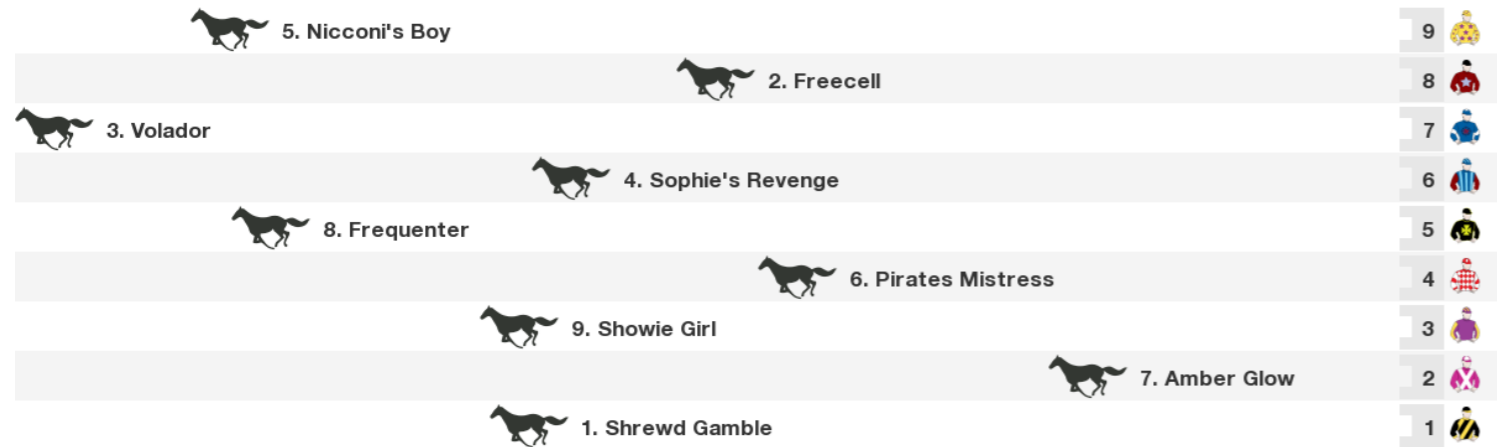 5. Nicconi's Boy 9
2. Freecell 8
3. Volador 7
4. Sophie's Revenge 6
8. Frequenter 5
6. Pirates Mistress 4
9. Showie Girl 3
7. Amber Glow 2
1. Shrewd Gamble 1